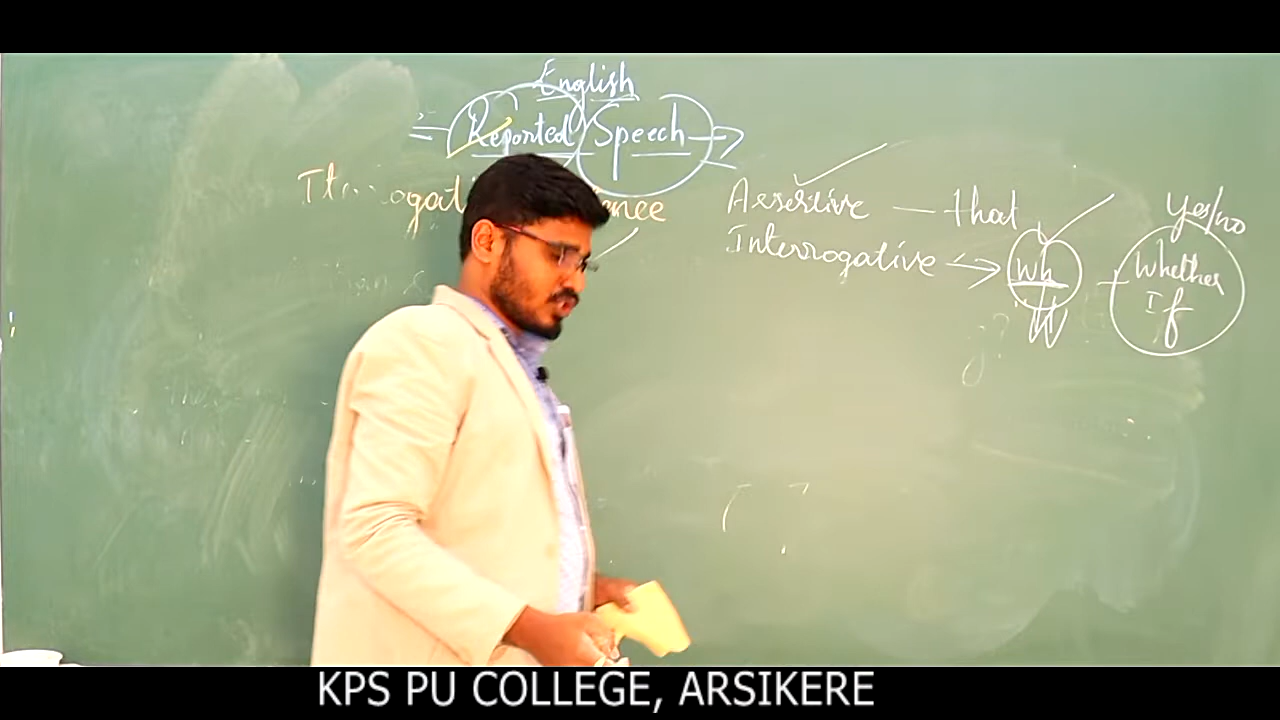 English
Reported Speech
Assertive — that
Interrogative → Wh — Yes/no
Whether
If
KPS PU COLLEGE, ARSIKERE